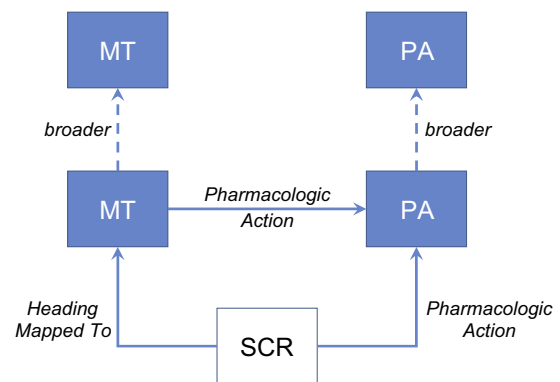 MT
PA
broader
broader
MT
Pharmacologic
Action
PA
Heading
Mapped To
SCR
Pharmacologic
Action